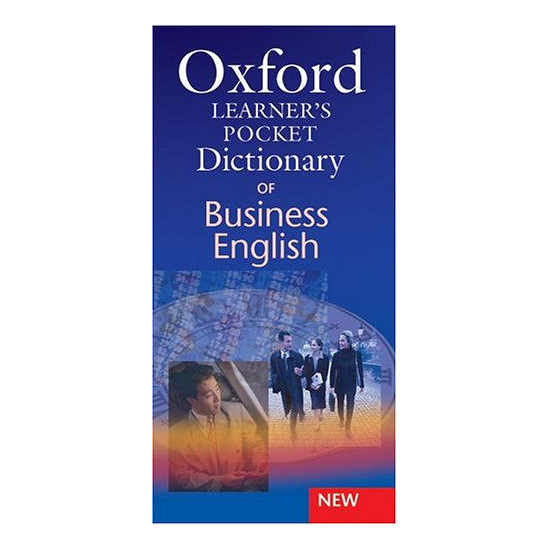 Oxford
LEARNER'S
POCKET
Dictionary
OF
Business
English
NEW